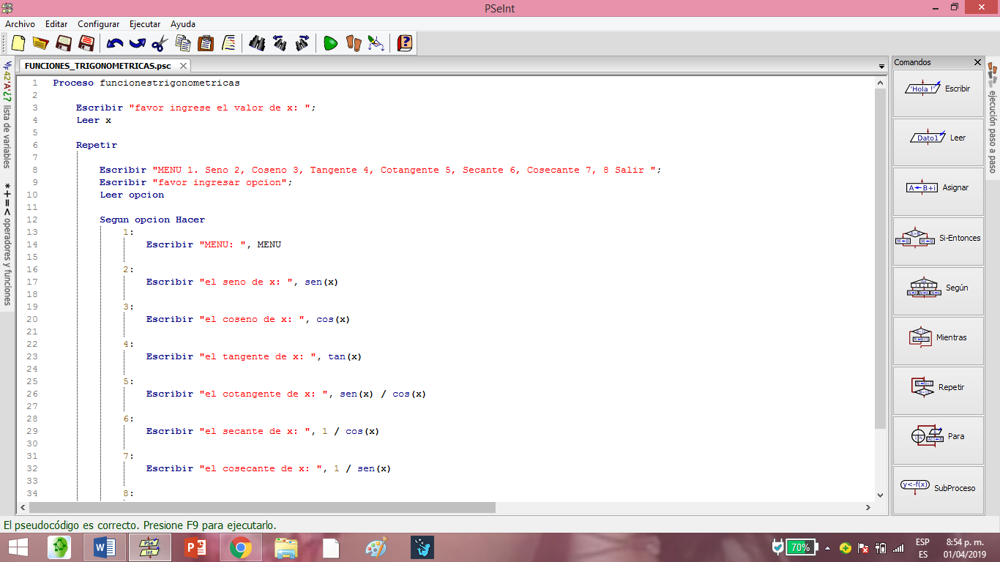 PSeInt
Archivo Editar Configurar Ejecutar Ayuda
FUNCIONES_TRIGONOMETRICAS.psc
1 Proceso funcionestrigonometricas
2
3 Escribir "favor ingrese el valor de x: ";
4 Leer x
5
6 Repetir
7
8 Escribir "MENU 1. Seno 2, Coseno 3, Tangente 4, Cotangente 5, Secante 6, Cosecante 7, 8 Salir ";
9 Escribir "favor ingresar opcion";
10 Leer opcion
11
12 Segun opcion Hacer
13 1:
14 Escribir "MENU: ", MENU
15
16 2:
17 Escribir "el seno de x: ", sen(x)
18
19 3:
20 Escribir "el coseno de x: ", cos(x)
21
22 4:
23 Escribir "el tangente de x: ", tan(x)
24
25 5:
26 Escribir "el cotangente de x: ", sen(x) / cos(x)
27
28 6:
29 Escribir "el secante de x: ", 1 / cos(x)
30
31 7:
32 Escribir "el cosecante de x: ", 1 / sen(x)
33
34 8:
lista de variables
*+=< operadores y funciones
Comandos
'Hola !' Escribir
Dato1 Leer
A←B+i Asignar
Si-Entonces
Según
Mientras
Repetir
Para
y<-f(x) SubProceso
ejecución paso a paso
El pseudocódigo es correcto. Presione F9 para ejecutarlo.
70%
ESP
ES
8:54 p. m.
01/04/2019